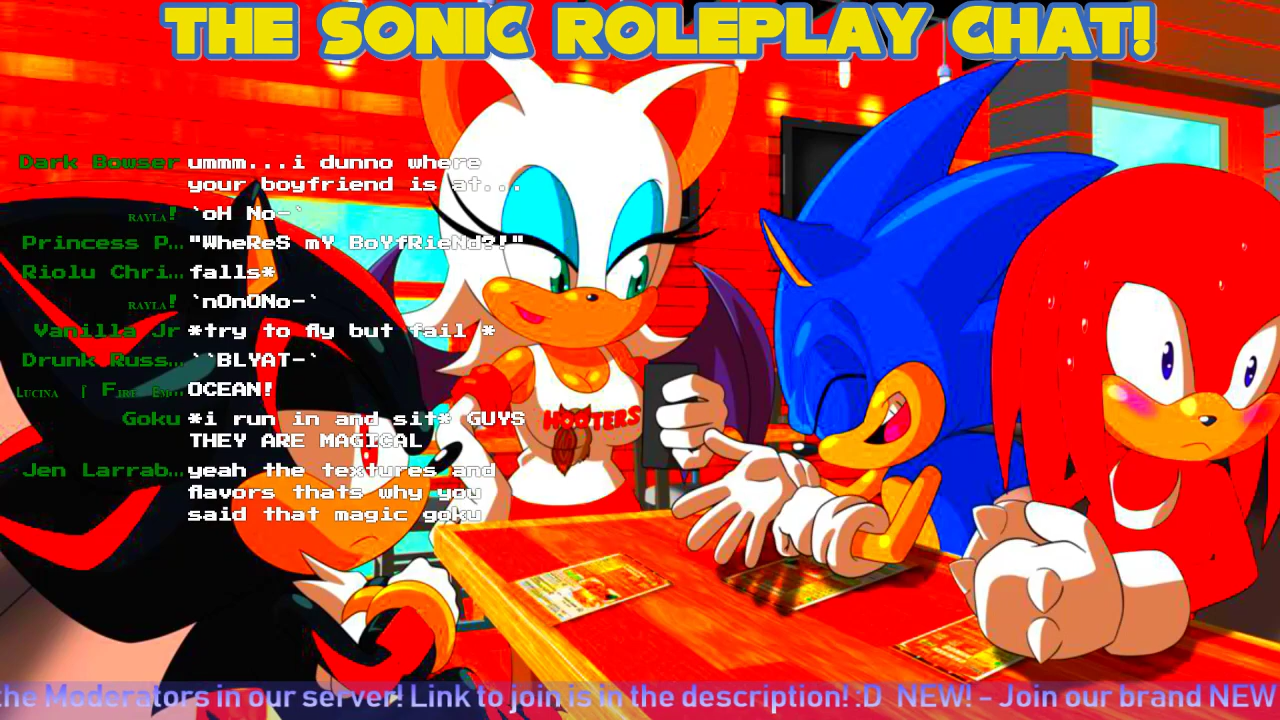 THE SONIC ROLEPLAY CHAT!
Dark Bowser ummm...i dunno where
your boyfriend is at...
RAYLA! `oH No-`
Princess P... "WheReS mY BoYfRieNd?!"
Riolu Chri... falls*
RAYLA! `nOnONo-`
Vanilla Jr *try to fly but fail *
Drunk Russ... ``BLYAT-`
LUCINA [ FIRE EM... OCEAN!
Goku *i run in and sit* GUYS
THEY ARE MAGICAL
Jen Larrab... yeah the textures and
flavors thats why you
said that magic goku
HOOTERS
the Moderators in our server! Link to join is in the description! :D NEW! - Join our brand NEW